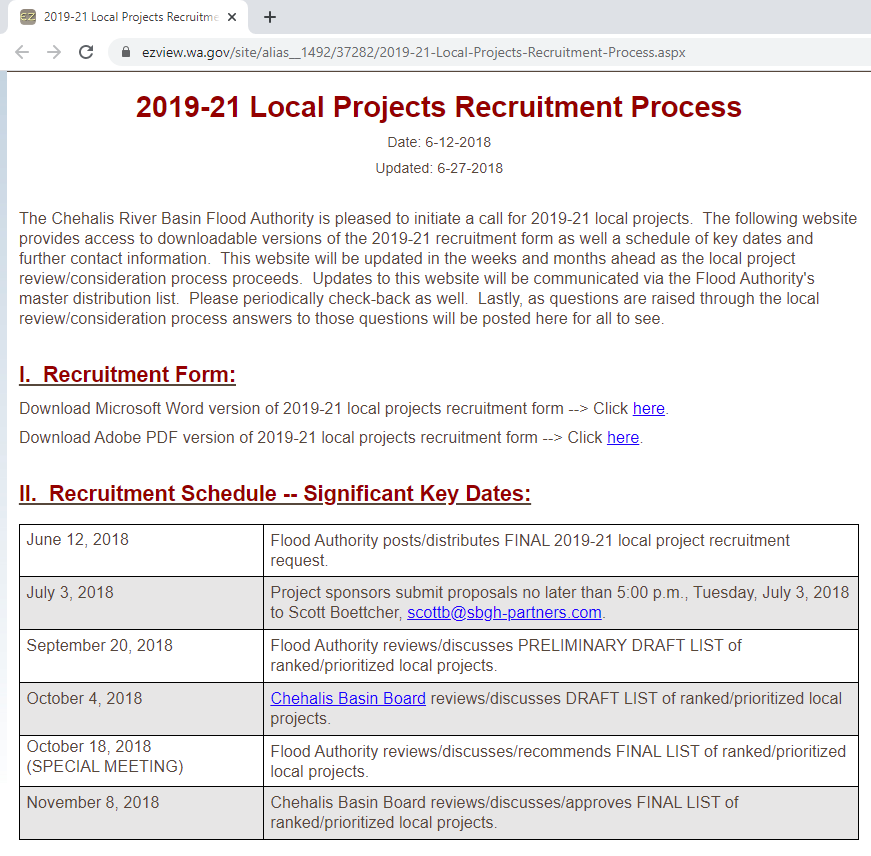 2019-21 Local Projects Recruitme
ezview.wa.gov/site/alias__1492/37282/2019-21-Local-Projects-Recruitment-Process.aspx
2019-21 Local Projects Recruitment Process
Date: 6-12-2018
Updated: 6-27-2018
The Chehalis River Basin Flood Authority is pleased to initiate a call for 2019-21 local projects.  The following website
provides access to downloadable versions of the 2019-21 recruitment form as well a schedule of key dates and
further contact information.  This website will be updated in the weeks and months ahead as the local project
review/consideration process proceeds.  Updates to this website will be communicated via the Flood Authority's
master distribution list.  Please periodically check-back as well.  Lastly, as questions are raised through the local
review/consideration process answers to those questions will be posted here for all to see.
I.  Recruitment Form:
Download Microsoft Word version of 2019-21 local projects recruitment form --> Click here.
Download Adobe PDF version of 2019-21 local projects recruitment form --> Click here.
II.  Recruitment Schedule -- Significant Key Dates:
June 12, 2018
Flood Authority posts/distributes FINAL 2019-21 local project recruitment
request.
July 3, 2018
Project sponsors submit proposals no later than 5:00 p.m., Tuesday, July 3, 2018
to Scott Boettcher, scottb@sbgh-partners.com.
September 20, 2018
Flood Authority reviews/discusses PRELIMINARY DRAFT LIST of
ranked/prioritized local projects.
October 4, 2018
Chehalis Basin Board reviews/discusses DRAFT LIST of ranked/prioritized local
projects.
October 18, 2018
(SPECIAL MEETING)
Flood Authority reviews/discusses/recommends FINAL LIST of ranked/prioritized
local projects.
November 8, 2018
Chehalis Basin Board reviews/discusses/approves FINAL LIST of
ranked/prioritized local projects.